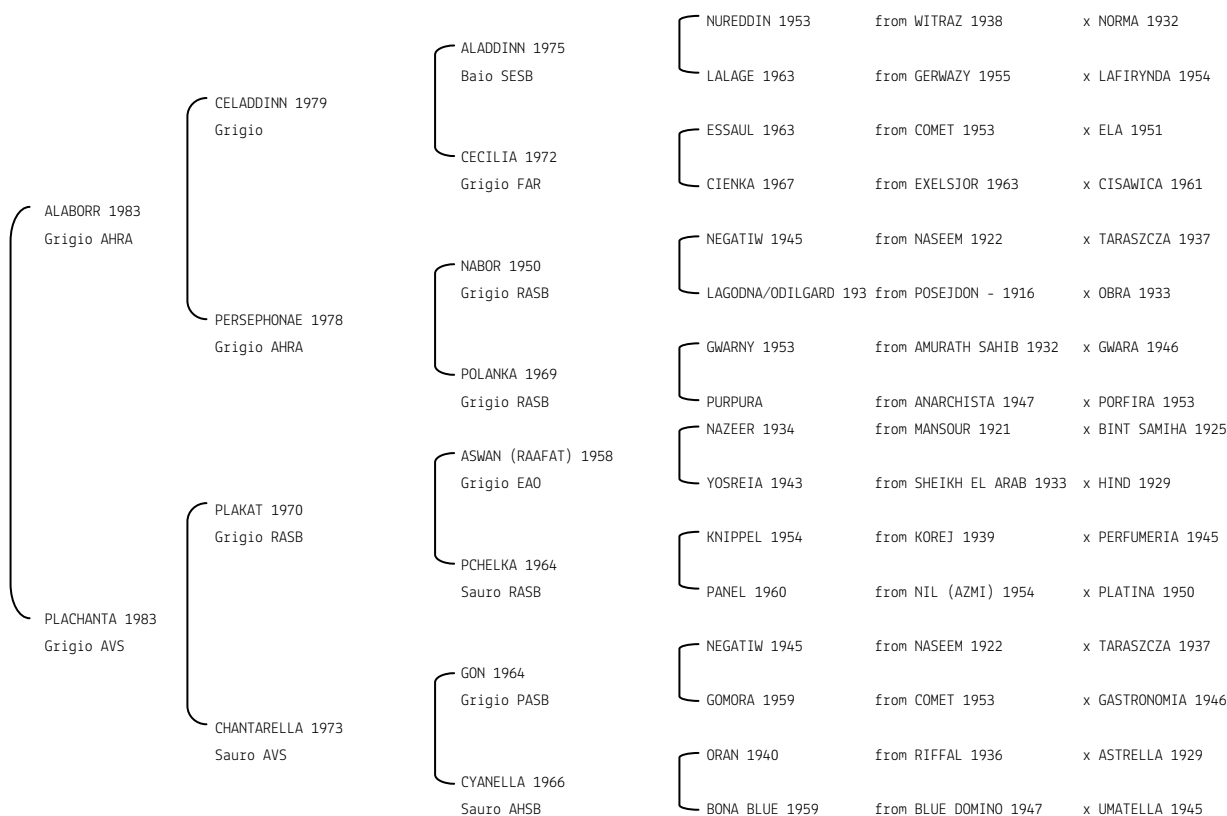 NUREDDIN 1953 from WITRAZ 1938 x NORMA 1932
ALADDINN 1975
Baio SESB
LALAGE 1963 from GERWAZY 1955 x LAFIRYNDA 1954
CELADDINN 1979
Grigio
ESSAUL 1963 from COMET 1953 x ELA 1951
CECILIA 1972
Grigio FAR
CIENKA 1967 from EXELSJOR 1963 x CISAWICA 1961
ALABORR 1983
Grigio AHRA
NEGATIW 1945 from NASEEM 1922 x TARASZCZA 1937
NABOR 1950
Grigio RASB
LAGODNA/ODILGARD 193 from POSEJDON - 1916 x OBRA 1933
PERSEPHONAE 1978
Grigio AHRA
GWARNY 1953 from AMURATH SAHIB 1932 x GWARA 1946
POLANKA 1969
Grigio RASB
PURPURA from ANARCHISTA 1947 x PORFIRA 1953
NAZEER 1934 from MANSOUR 1921 x BINT SAMIHA 1925
ASWAN (RAAFAT) 1958
Grigio EAO
YOSREIA 1943 from SHEIKH EL ARAB 1933 x HIND 1929
PLAKAT 1970
Grigio RASB
KNIPPEL 1954 from KOREJ 1939 x PERFUMERIA 1945
PCHELKA 1964
Sauro RASB
PANEL 1960 from NIL (AZMI) 1954 x PLATINA 1950
PLACHANTA 1983
Grigio AVS
NEGATIW 1945 from NASEEM 1922 x TARASZCZA 1937
GON 1964
Grigio PASB
GOMORA 1959 from COMET 1953 x GASTRONOMIA 1946
CHANTARELLA 1973
Sauro AVS
ORAN 1940 from RIFFAL 1936 x ASTRELLA 1929
CYANELLA 1966
Sauro AHSB
BONA BLUE 1959 from BLUE DOMINO 1947 x UMATELLA 1945